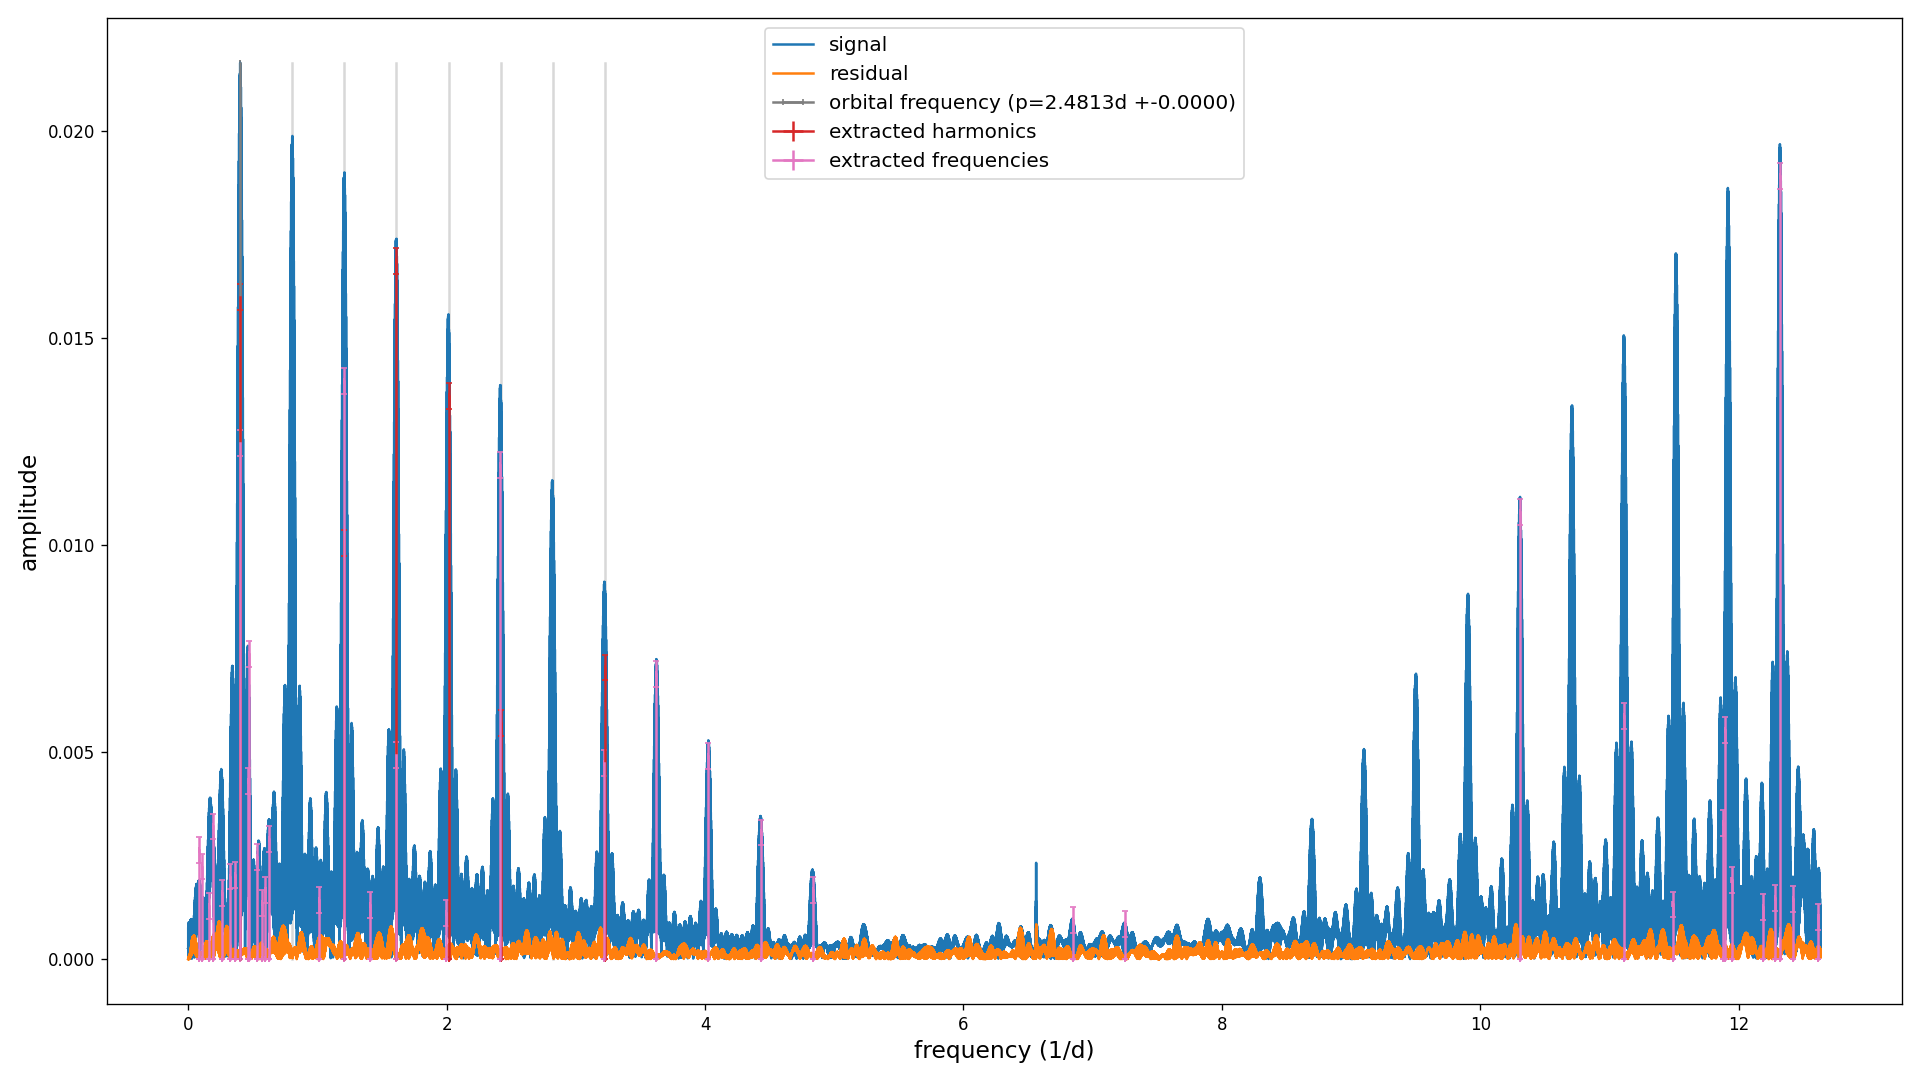 signal
residual
orbital frequency (p=2.4813d +-0.0000)
extracted harmonics
extracted frequencies
0.020
0.015
0.010
0.005
0.000
amplitude
0 2 4 6 8 10 12
frequency (1/d)